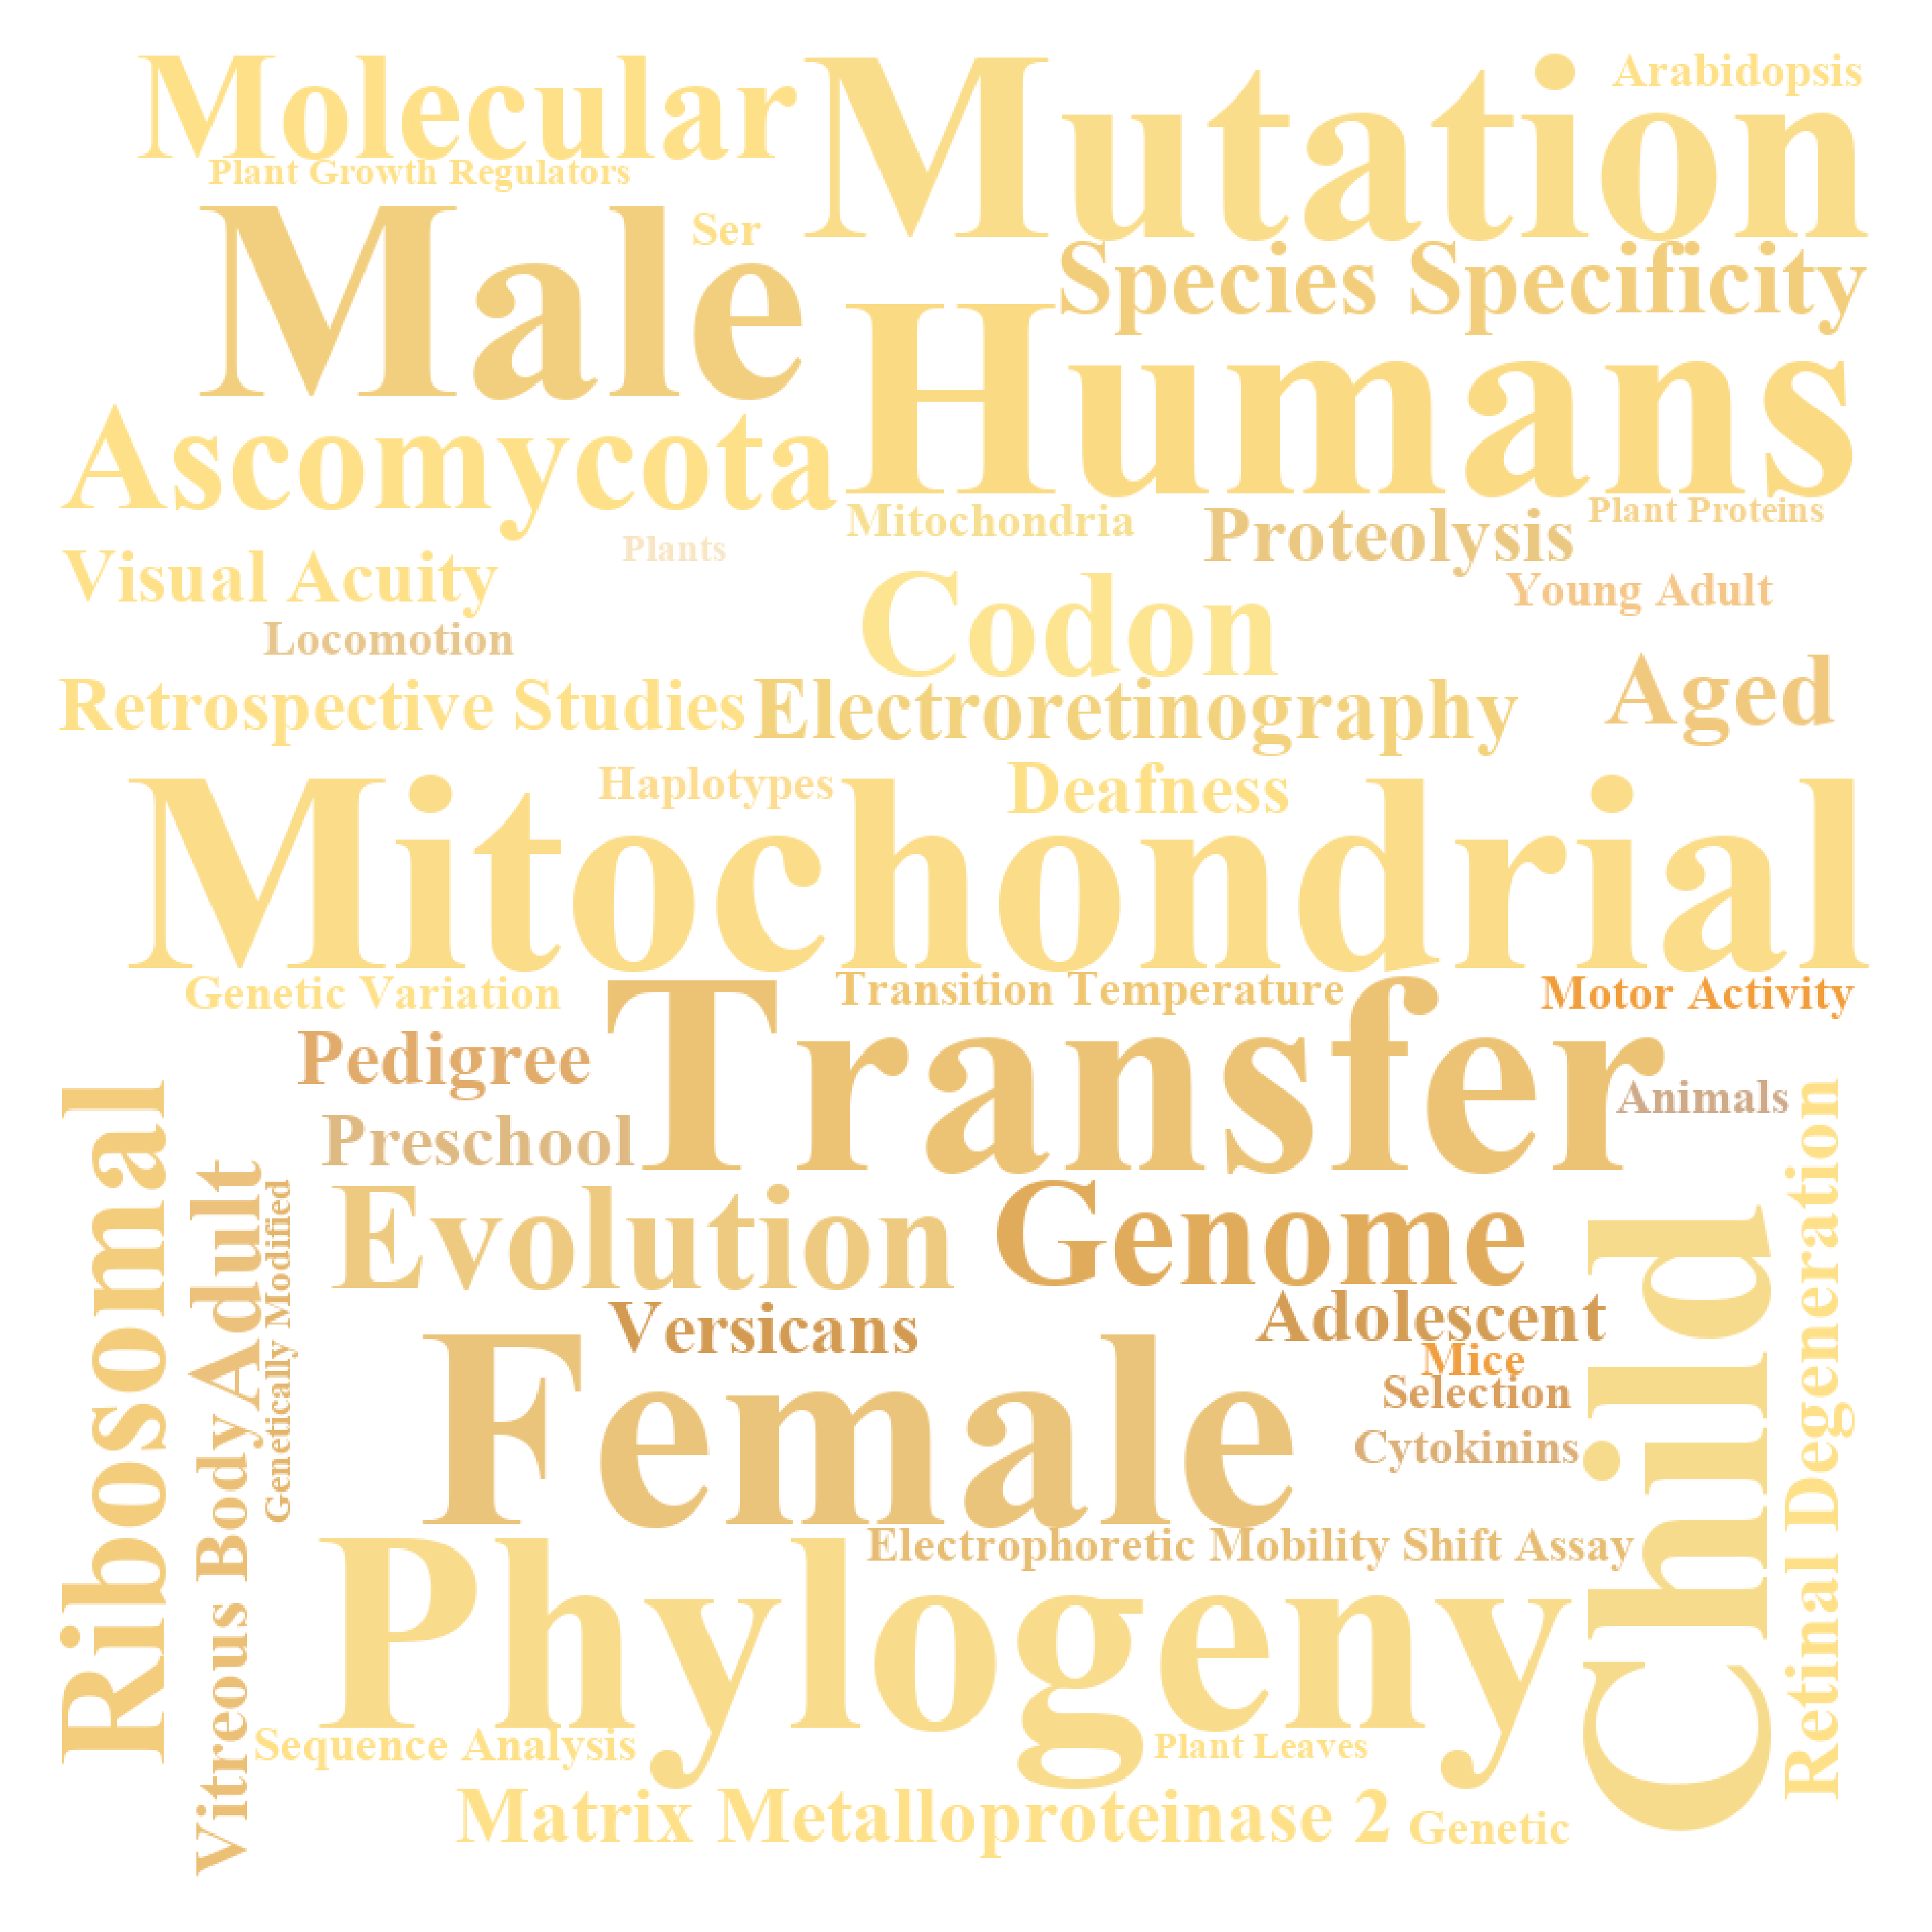 Molecular
Mutation
Arabidopsis
Plant Growth Regulators
Male
Ser
Species Specificity
Humans
Ascomycota
Mitochondria
Proteolysis
Plant Proteins
Plants
Visual Acuity
Codon
Young Adult
Locomotion
Retrospective Studies
Electroretinography
Aged
Haplotypes
Deafness
Mitochondrial
Genetic Variation
Transition Temperature
Motor Activity
Transfer
Pedigree
Animals
Preschool
Ribosomal
Adult
Genetically Modified
Vitreous Body
Evolution
Genome
Child
Retinal Degeneration
Versicans
Adolescent
Mice
Selection
Female
Cytokinins
Electrophoretic Mobility Shift Assay
Phylogeny
Sequence Analysis
Plant Leaves
Matrix Metalloproteinase 2
Genetic